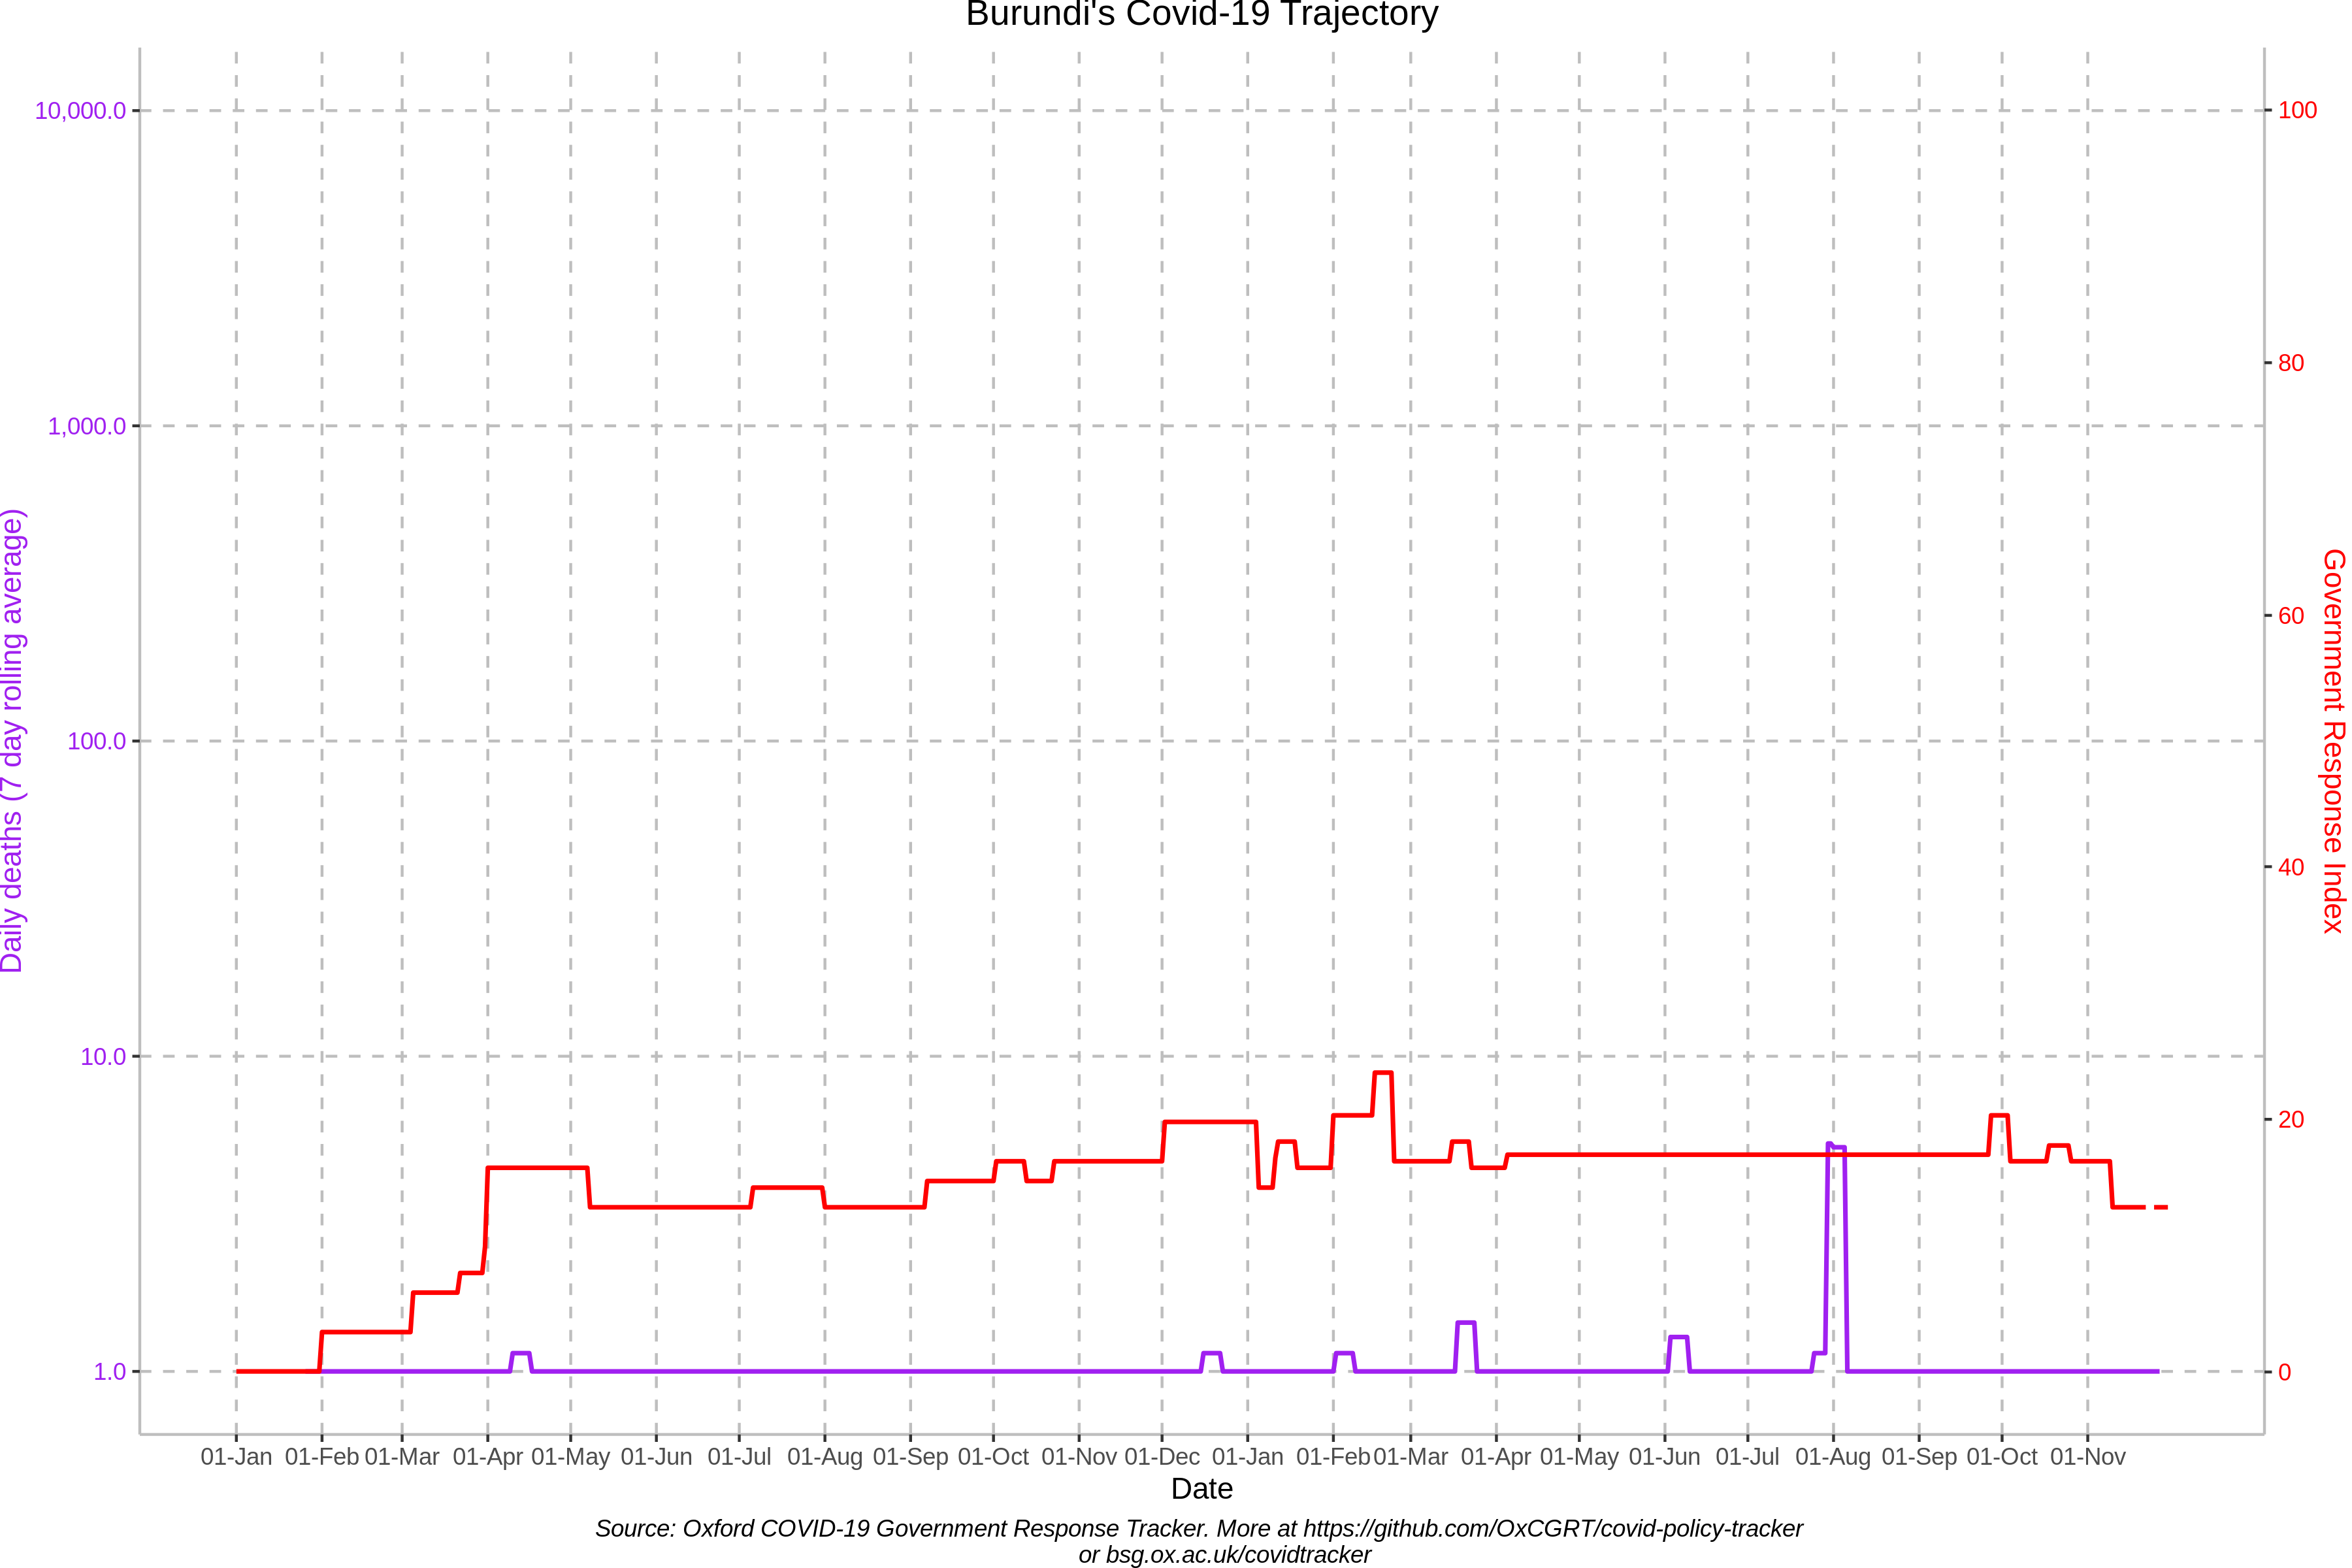 Burundi's Covid-19 Trajectory
10,000.0
1,000.0
100.0
10.0
1.0
Daily deaths (7 day rolling average)
100
80
60
40
20
0
Government Response Index
01-Jan 01-Feb 01-Mar 01-Apr 01-May 01-Jun 01-Jul 01-Aug 01-Sep 01-Oct 01-Nov 01-Dec 01-Jan 01-Feb 01-Mar 01-Apr 01-May 01-Jun 01-Jul 01-Aug 01-Sep 01-Oct 01-Nov
Date
Source: Oxford COVID-19 Government Response Tracker. More at https://github.com/OxCGRT/covid-policy-tracker
or bsg.ox.ac.uk/covidtracker